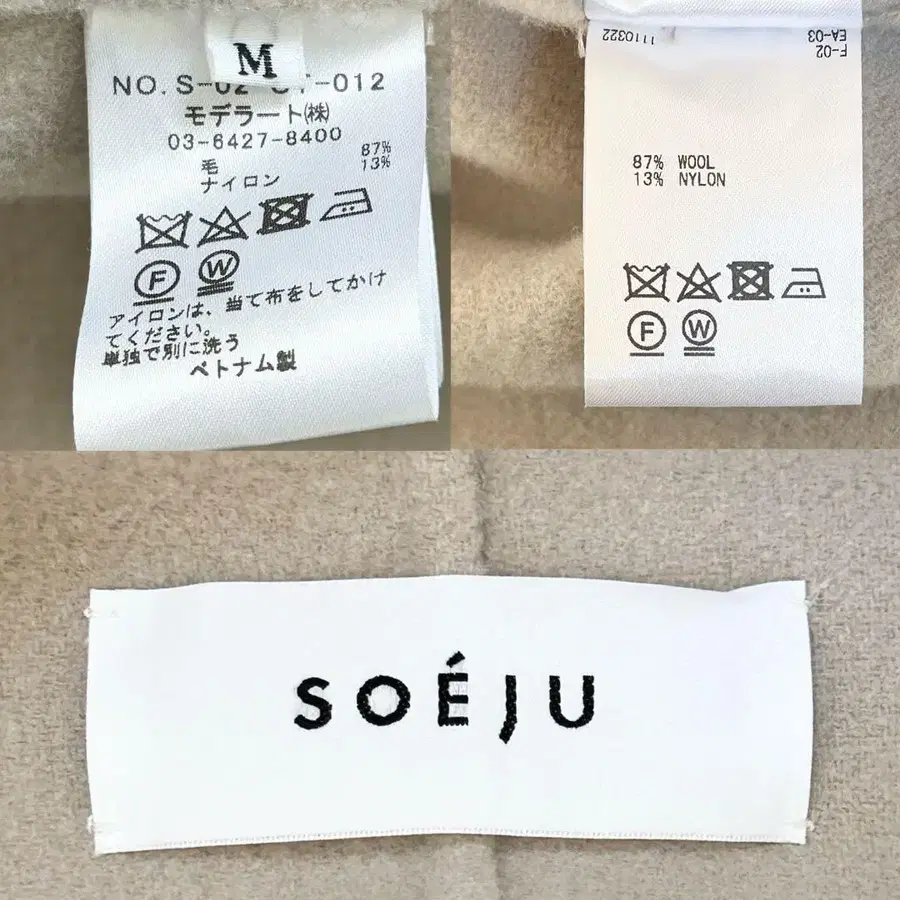 M
NO.S-02-CT-012
モデラート(株)
03-6427-8400
毛 87%
ナイロン 13%
F W
アイロンは、当て布をしてかけ
てください。
単独で別に洗う
ベトナム製
1110322
F-02
EA-03
87% WOOL
13% NYLON
F W
SOÉJU